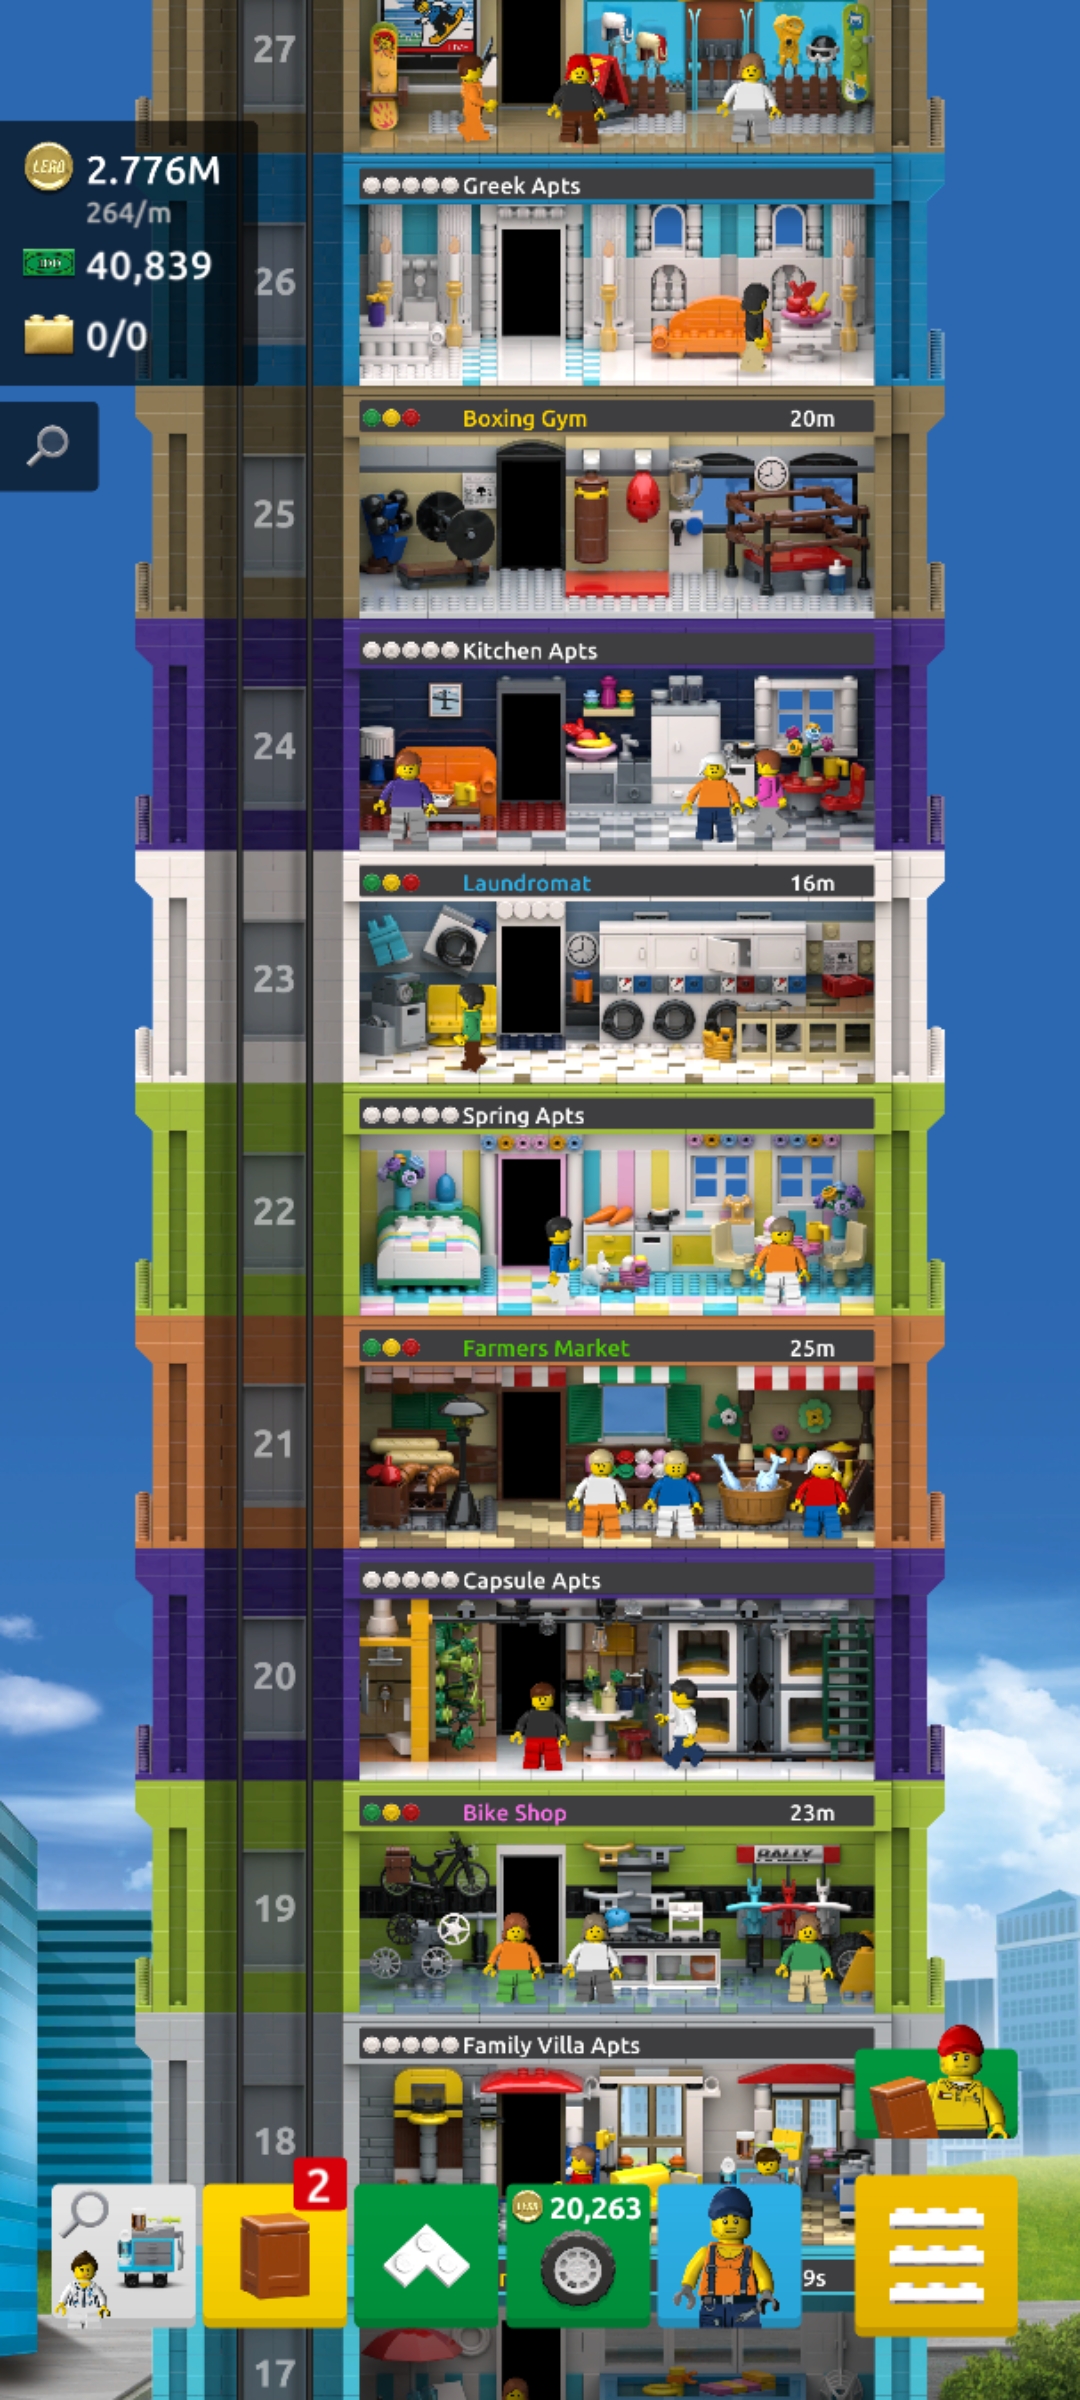 27
LEGO
2.776M
264/m
40,839
0/0
Greek Apts
26
Boxing Gym 20m
25
Kitchen Apts
24
Laundromat 16m
23
Spring Apts
22
Farmers Market 25m
21
Capsule Apts
20
Bike Shop 23m
RALLY
19
Family Villa Apts
18
2
20,263
9s
17